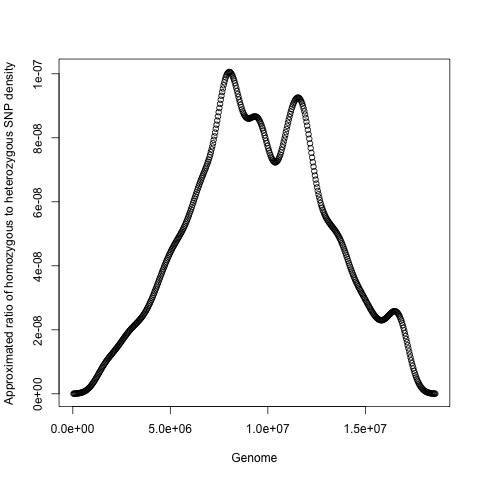 Approximated ratio of homozygous to heterozygous SNP density
1e-07
8e-08
6e-08
4e-08
2e-08
0e+00
0.0e+00 5.0e+06 1.0e+07 1.5e+07
Genome